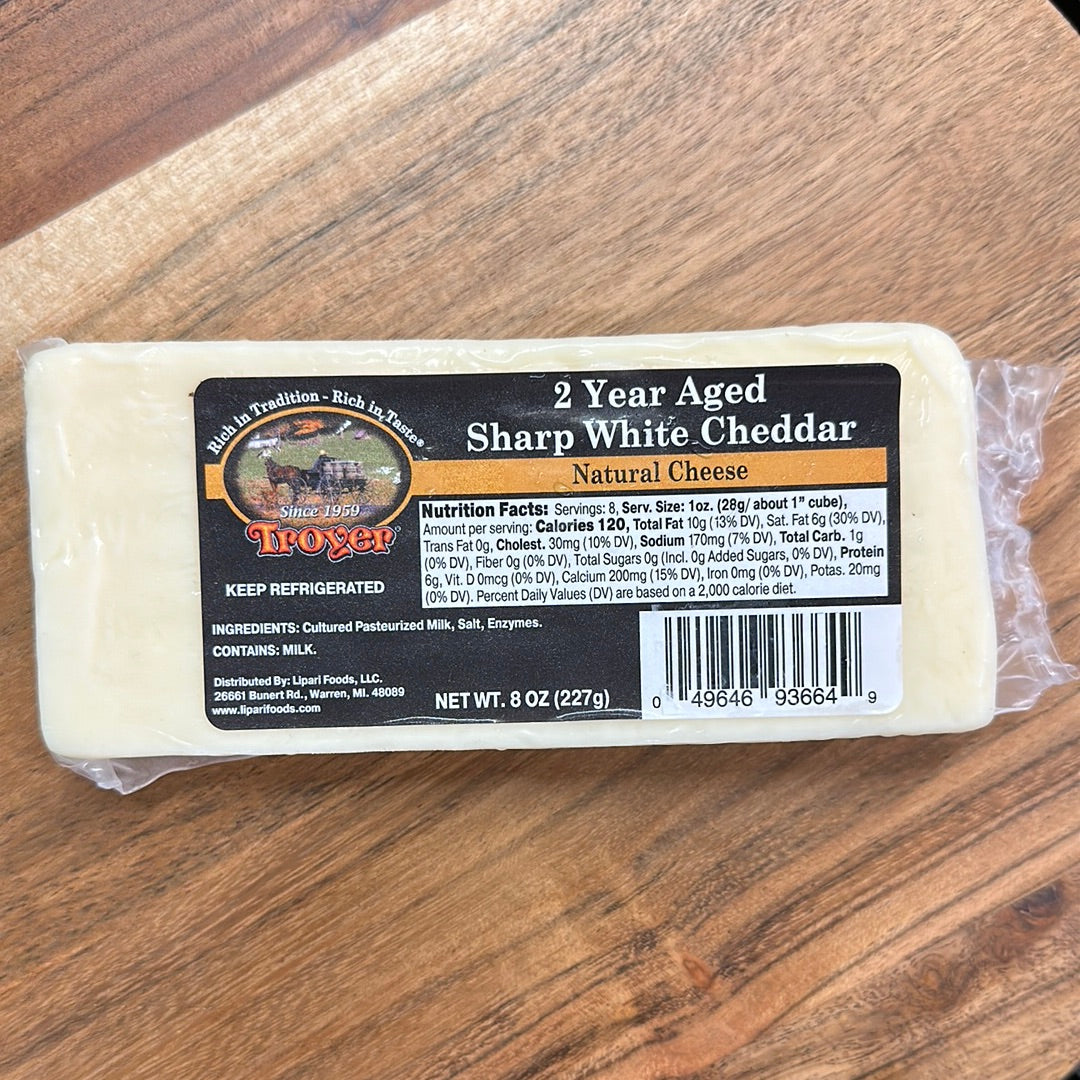 Rich in Tradition - Rich in Taste®
Since 1959
Troyer®
KEEP REFRIGERATED
2 Year Aged
Sharp White Cheddar
Natural Cheese
Nutrition Facts: Servings: 8, Serv. Size: 1oz. (28g/ about 1” cube),
Amount per serving: Calories 120, Total Fat 10g (13% DV), Sat. Fat 6g (30% DV),
Trans Fat 0g, Cholest. 30mg (10% DV), Sodium 170mg (7% DV), Total Carb. 1g
(0% DV), Fiber 0g (0% DV), Total Sugars 0g (Incl. 0g Added Sugars, 0% DV), Protein
6g, Vit. D 0mcg (0% DV), Calcium 200mg (15% DV), Iron 0mg (0% DV), Potas. 20mg
(0% DV). Percent Daily Values (DV) are based on a 2,000 calorie diet.
INGREDIENTS: Cultured Pasteurized Milk, Salt, Enzymes.
CONTAINS: MILK.
Distributed By: Lipari Foods, LLC.
26661 Bunert Rd., Warren, MI. 48089
www.liparifoods.com
NET WT. 8 OZ (227g)
0 49646 93664 9